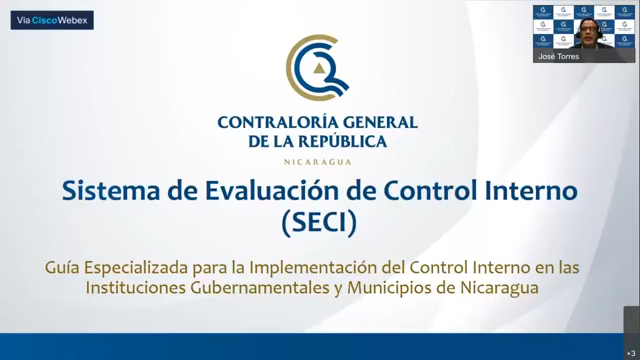 Vía CiscoWebex
José Torres
CONTRALORÍA GENERAL
DE LA REPÚBLICA
NICARAGUA
Sistema de Evaluación de Control Interno
(SECI)
Guía Especializada para la Implementación del Control Interno en las
Instituciones Gubernamentales y Municipios de Nicaragua
+3